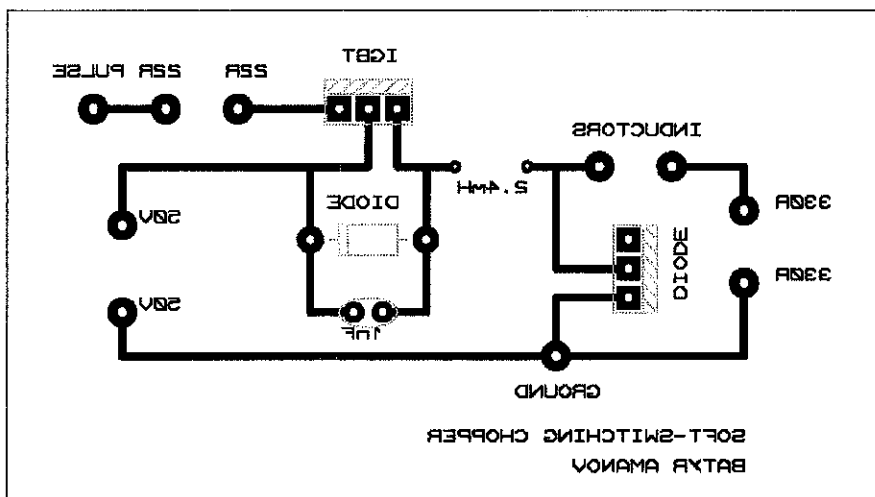 IGBT
22R PULSE
22R
INDUCTORS
2.4mH
DIODE
50V
330R
DIODE
330R
50V
1nF
GROUND
SOFT-SWITCHING CHOPPER
BATYR AMANOV